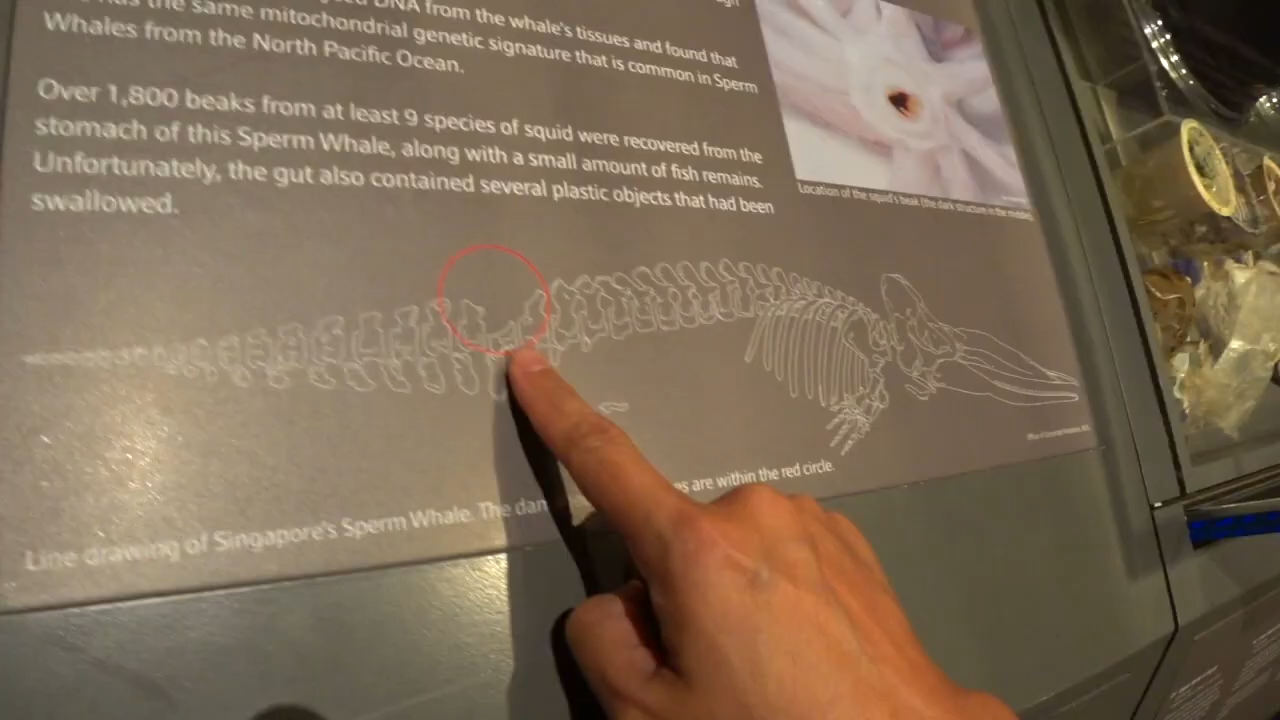 DNA from the whale's tissues and found that
the same mitochondrial genetic signature that is common in Sperm
Whales from the North Pacific Ocean.
Over 1,800 beaks from at least 9 species of squid were recovered from the
stomach of this Sperm Whale, along with a small amount of fish remains.
Unfortunately, the gut also contained several plastic objects that had been
swallowed.
Location of the squid's beak (the dark structure in the middle)
Line drawing of Singapore's Sperm Whale. The dam es are within the red circle.